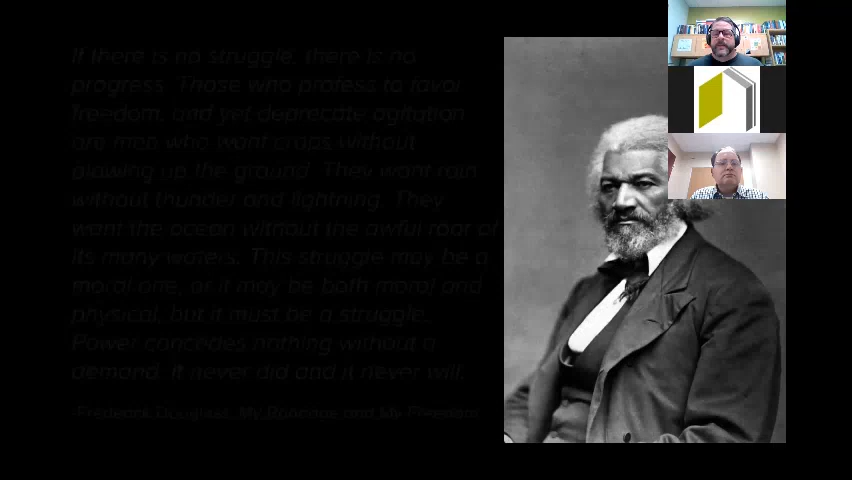 If there is no struggle, there is no
progress. Those who profess to favor
freedom, and yet deprecate agitation
are men who want crops without
plowing up the ground. They want rain
without thunder and lightning. They
want the ocean without the awful roar of
its many waters. This struggle may be a
moral one, or it may be both moral and
physical, but it must be a struggle.
Power concedes nothing without a
demand. It never did and it never will.
-Frederick Douglass, My Bondage and My Freedom